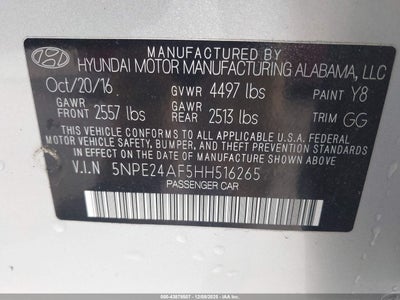 MANUFACTURED BY
HYUNDAI MOTOR MANUFACTURING ALABAMA, LLC
Oct/20/16 GVWR 4497 lbs PAINT Y8
GAWR FRONT 2557 lbs GAWR REAR 2513 lbs TRIM GG
THIS VEHICLE CONFORMS TO ALL APPLICABLE U.S.A. FEDERAL
MOTOR VEHICLE SAFETY, BUMPER, AND THEFT PREVENTION
STANDARDS IN EFFECT ON THE DATE OF MANUFACTURE SHOWN ABOVE.
V.I.N 5NPE24AF5HH516265
PASSENGER CAR